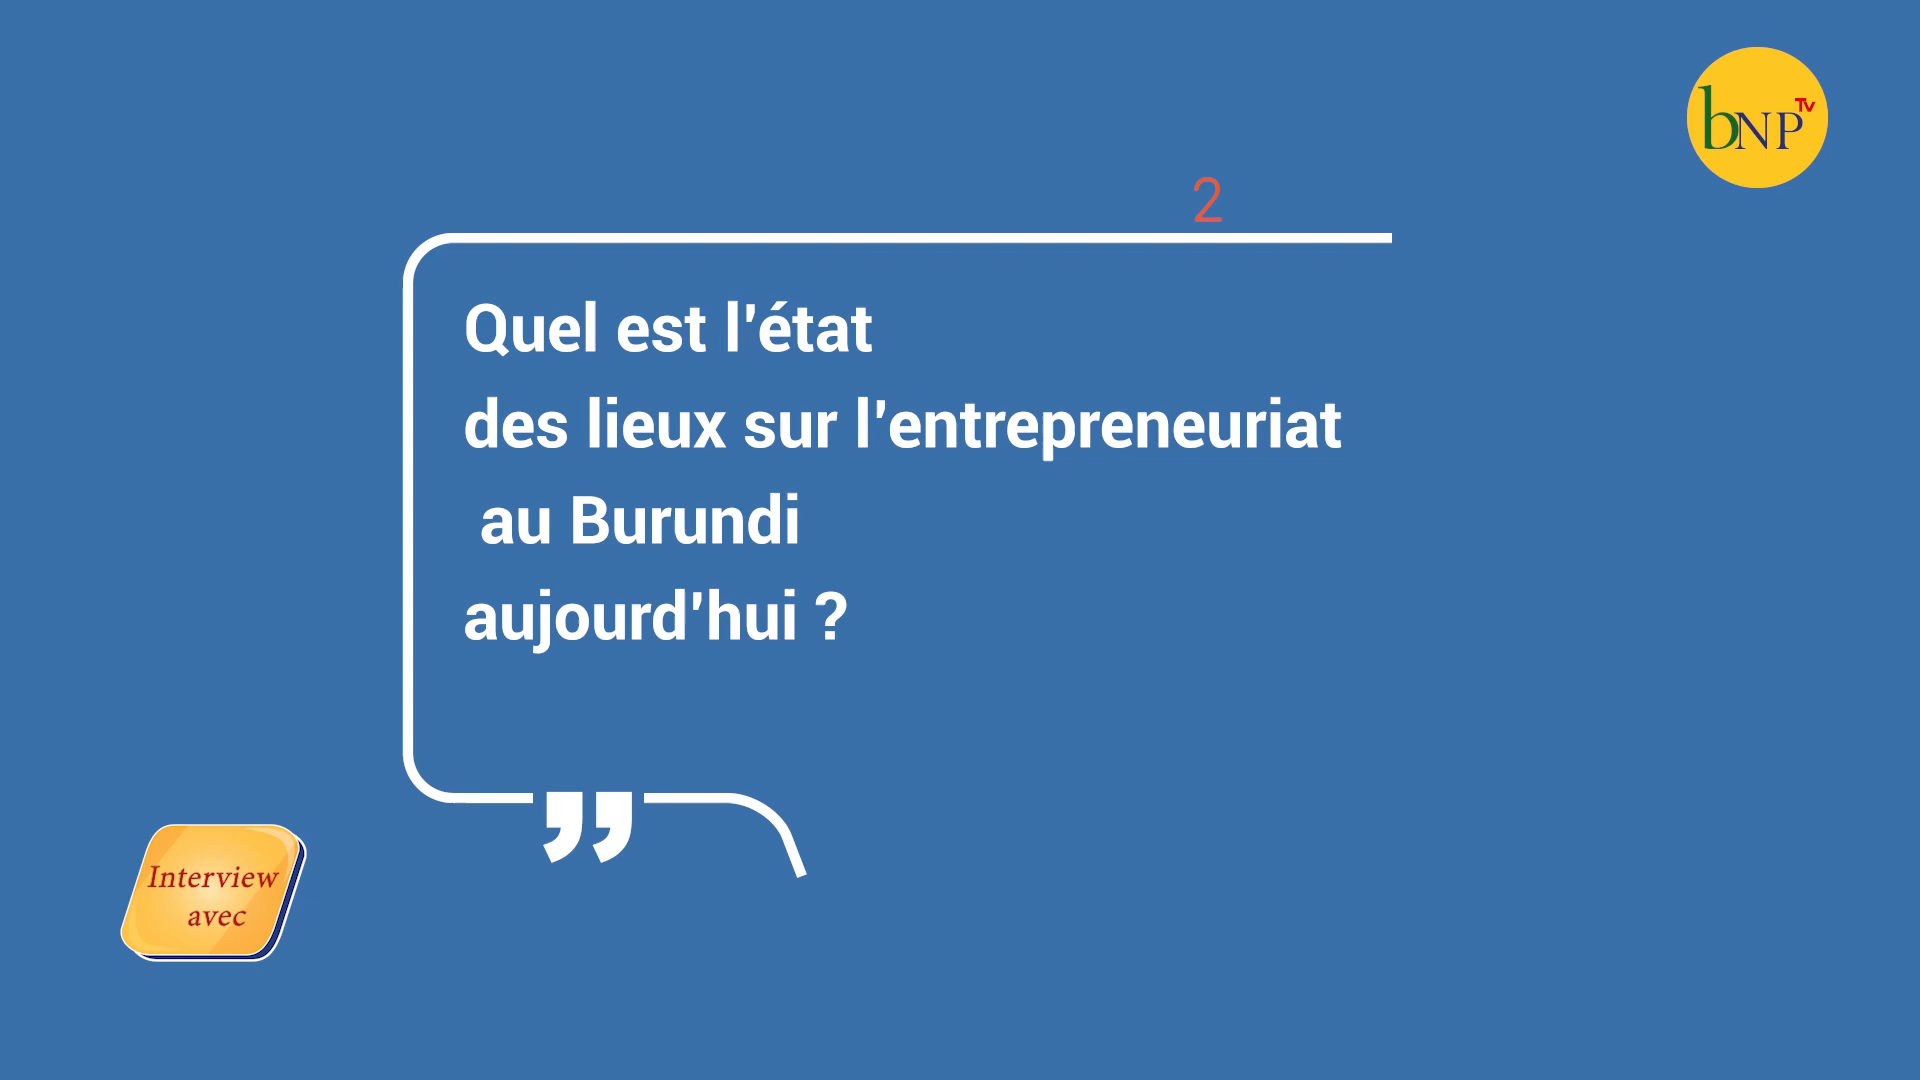 bNP Tv
2
Quel est l'état
des lieux sur l'entrepreneuriat
au Burundi
aujourd'hui ?
”
Interview
avec